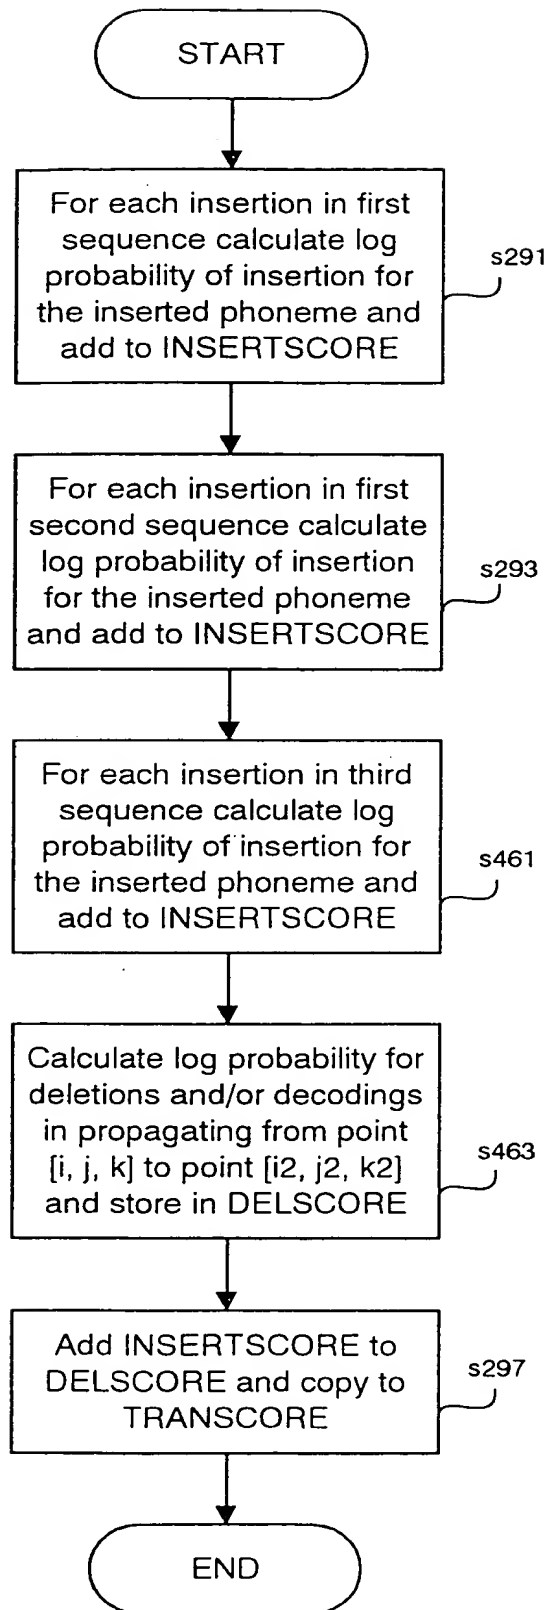 START
For each insertion in first
sequence calculate log
probability of insertion for
the inserted phoneme and
add to INSERTSCORE
s291
For each insertion in first
second sequence calculate
log probability of insertion
for the inserted phoneme
and add to INSERTSCORE
s293
For each insertion in third
sequence calculate log
probability of insertion for
the inserted phoneme and
add to INSERTSCORE
s461
Calculate log probability for
deletions and/or decodings
in propagating from point
[i, j, k] to point [i2, j2, k2]
and store in DELSCORE
s463
Add INSERTSCORE to
DELSCORE and copy to
TRANSCORE
s297
END